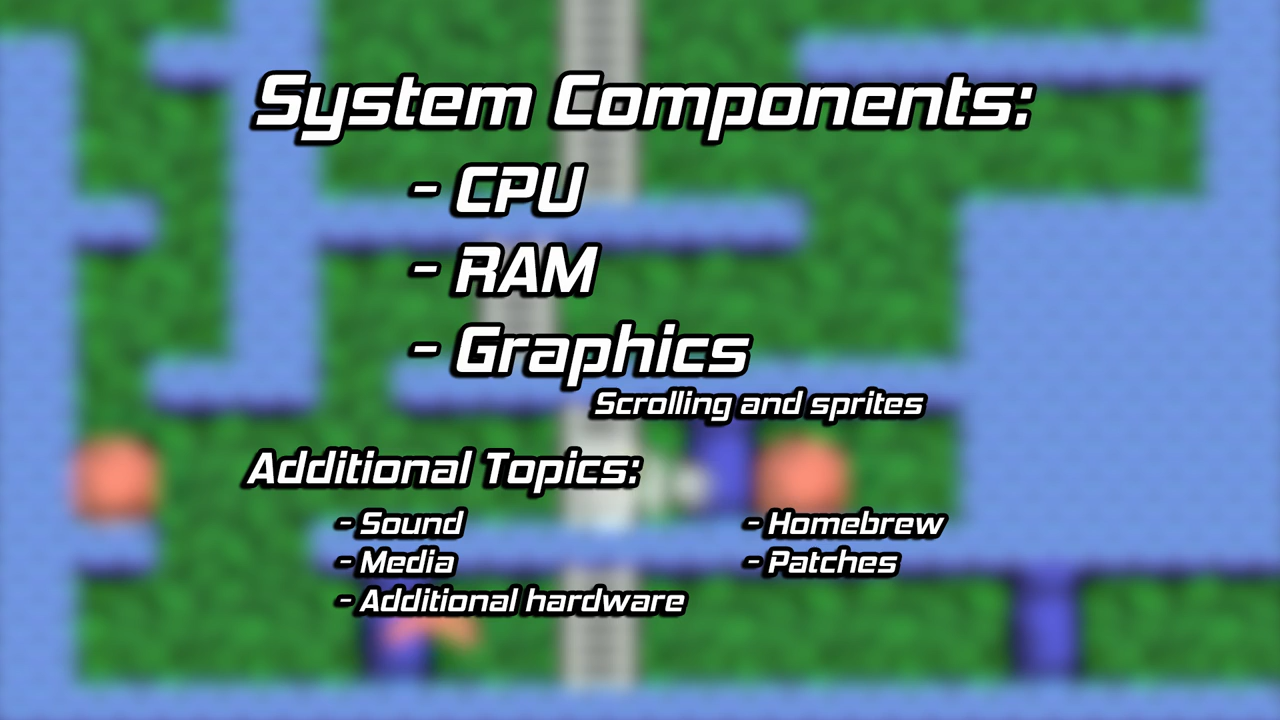 System Components:
- CPU
- RAM
- Graphics
Scrolling and sprites
Additional Topics:
- Sound
- Media
- Additional hardware
- Homebrew
- Patches